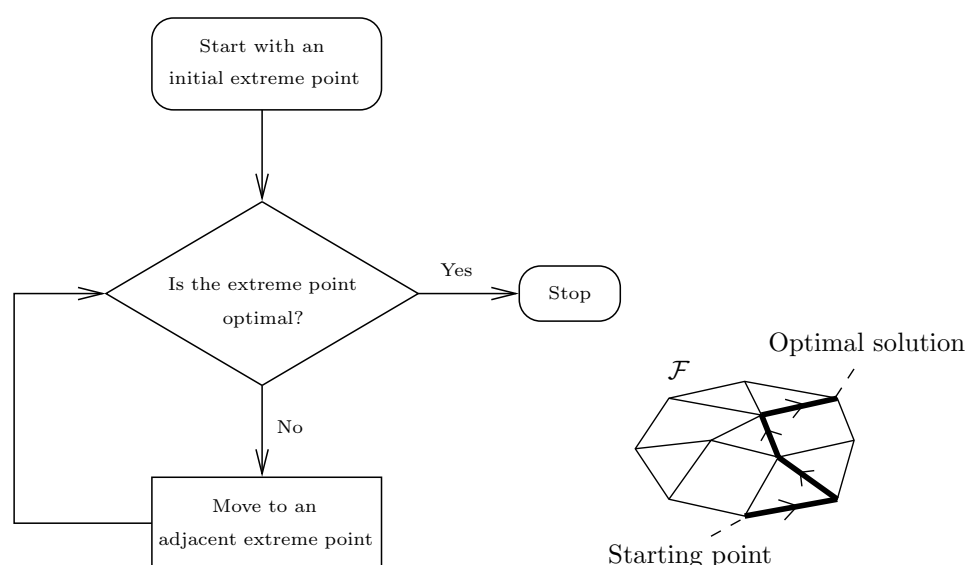 Start with an
initial extreme point
Is the extreme point
optimal?
Yes
Stop
No
Move to an
adjacent extreme point
Optimal solution
ℱ
Starting point